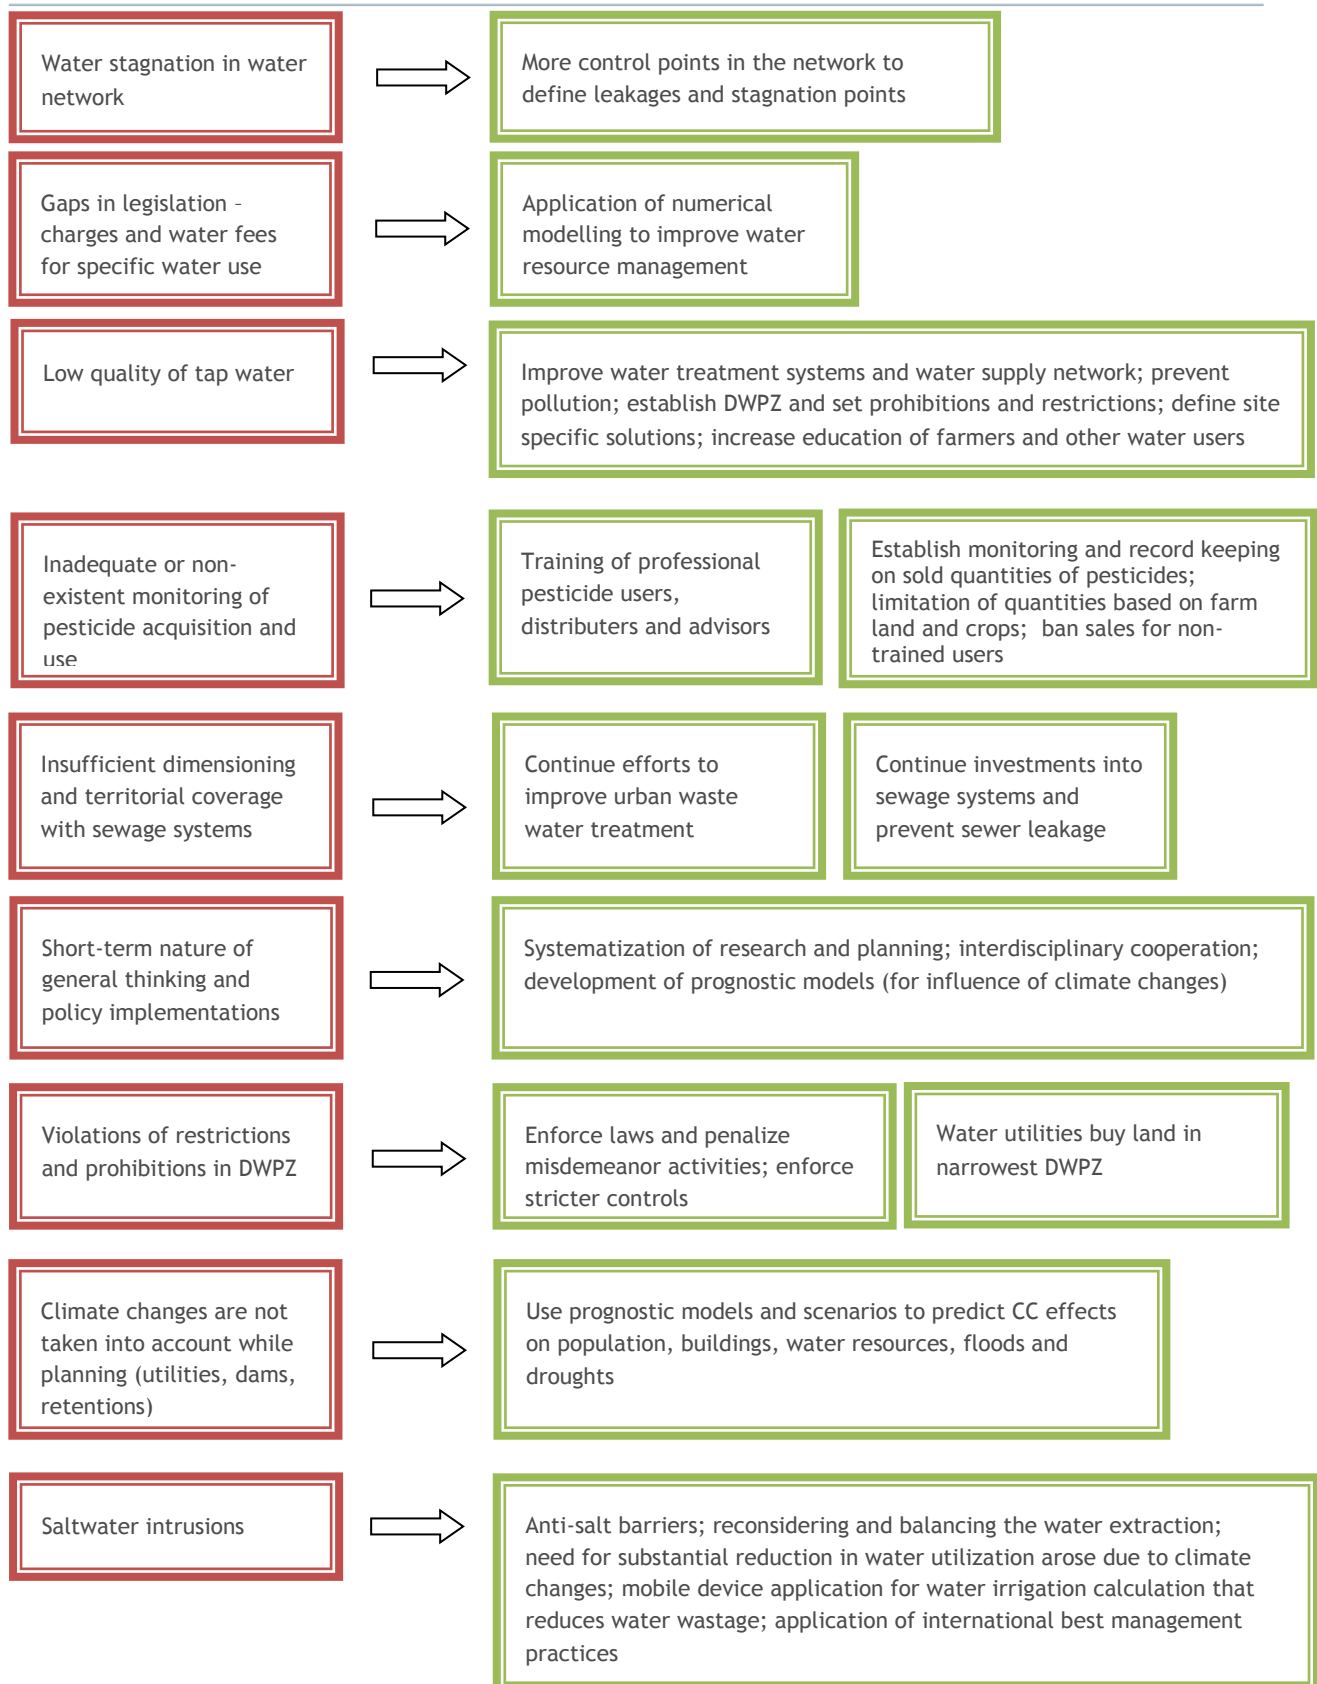 Water stagnation in water
network
More control points in the network to
define leakages and stagnation points
Gaps in legislation –
charges and water fees
for specific water use
Application of numerical
modelling to improve water
resource management
Low quality of tap water
Improve water treatment systems and water supply network; prevent
pollution; establish DWPZ and set prohibitions and restrictions; define site
specific solutions; increase education of farmers and other water users
Inadequate or non-
existent monitoring of
pesticide acquisition and
use
Training of professional
pesticide users,
distributers and advisors
Establish monitoring and record keeping
on sold quantities of pesticides;
limitation of quantities based on farm
land and crops;  ban sales for non-
trained users
Insufficient dimensioning
and territorial coverage
with sewage systems
Continue efforts to
improve urban waste
water treatment
Continue investments into
sewage systems and
prevent sewer leakage
Short-term nature of
general thinking and
policy implementations
Systematization of research and planning; interdisciplinary cooperation;
development of prognostic models (for influence of climate changes)
Violations of restrictions
and prohibitions in DWPZ
Enforce laws and penalize
misdemeanor activities; enforce
stricter controls
Water utilities buy land in
narrowest DWPZ
Climate changes are not
taken into account while
planning (utilities, dams,
retentions)
Use prognostic models and scenarios to predict CC effects
on population, buildings, water resources, floods and
droughts
Saltwater intrusions
Anti-salt barriers; reconsidering and balancing the water extraction;
need for substantial reduction in water utilization arose due to climate
changes; mobile device application for water irrigation calculation that
reduces water wastage; application of international best management
practices